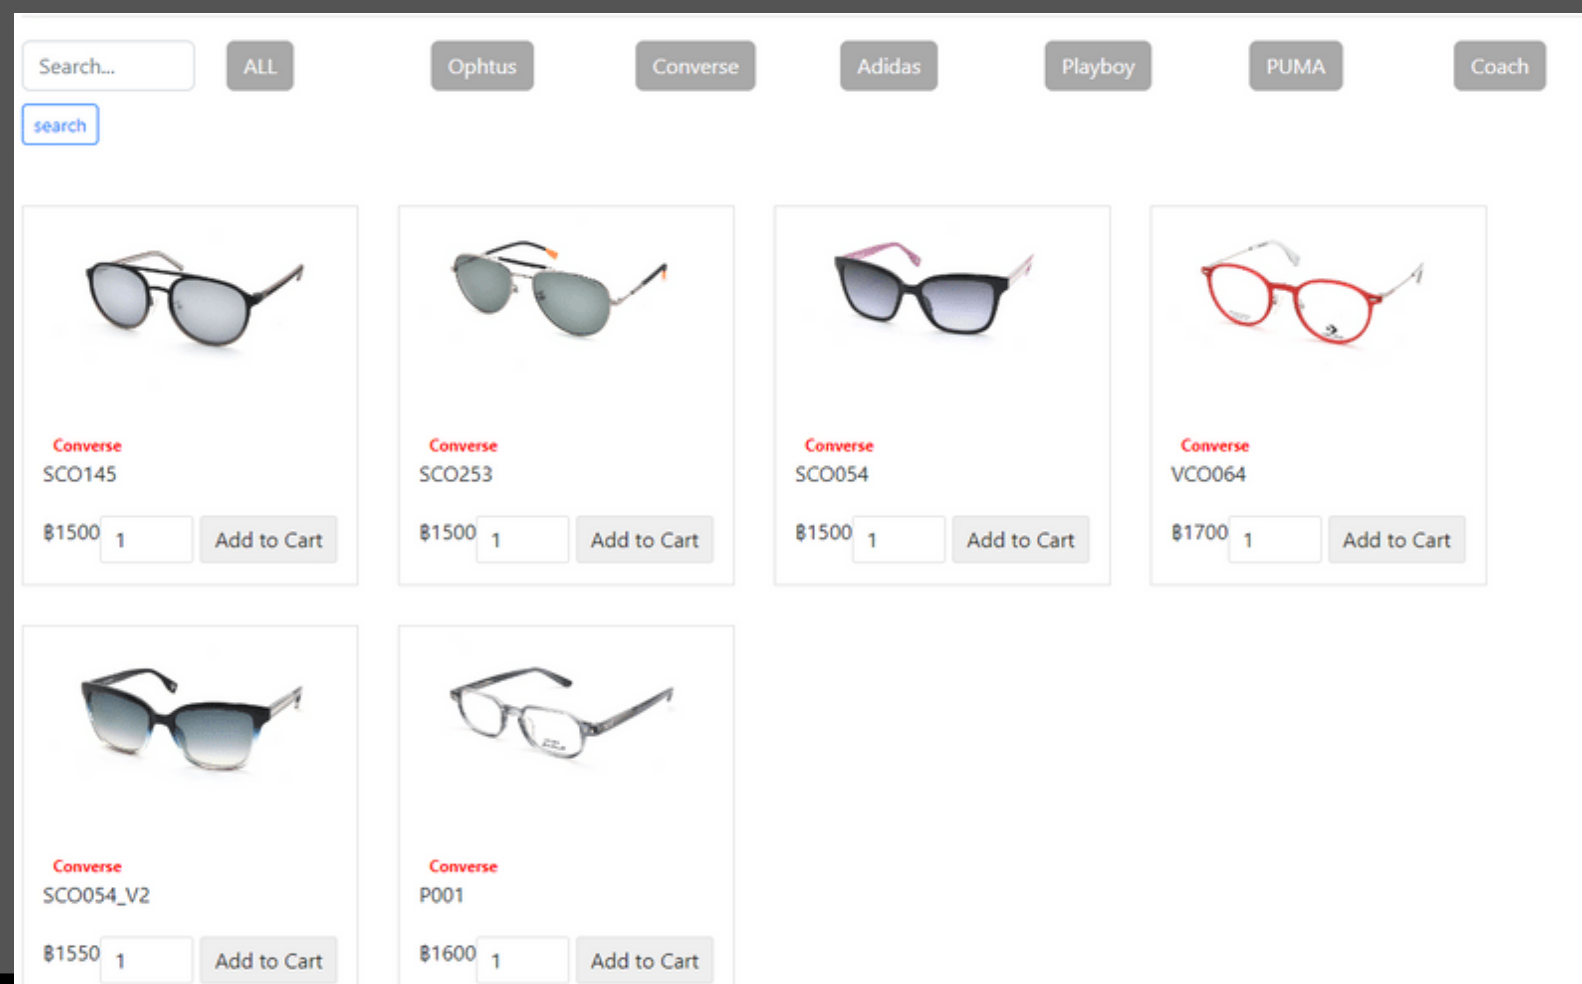 Search... ALL Ophtus Converse Adidas Playboy PUMA Coach
search
Converse
SCO145
฿1500 1 Add to Cart
Converse
SCO253
฿1500 1 Add to Cart
Converse
SCO054
฿1500 1 Add to Cart
Converse
VCO064
฿1700 1 Add to Cart
Converse
SCO054_V2
฿1550 1 Add to Cart
Converse
P001
฿1600 1 Add to Cart